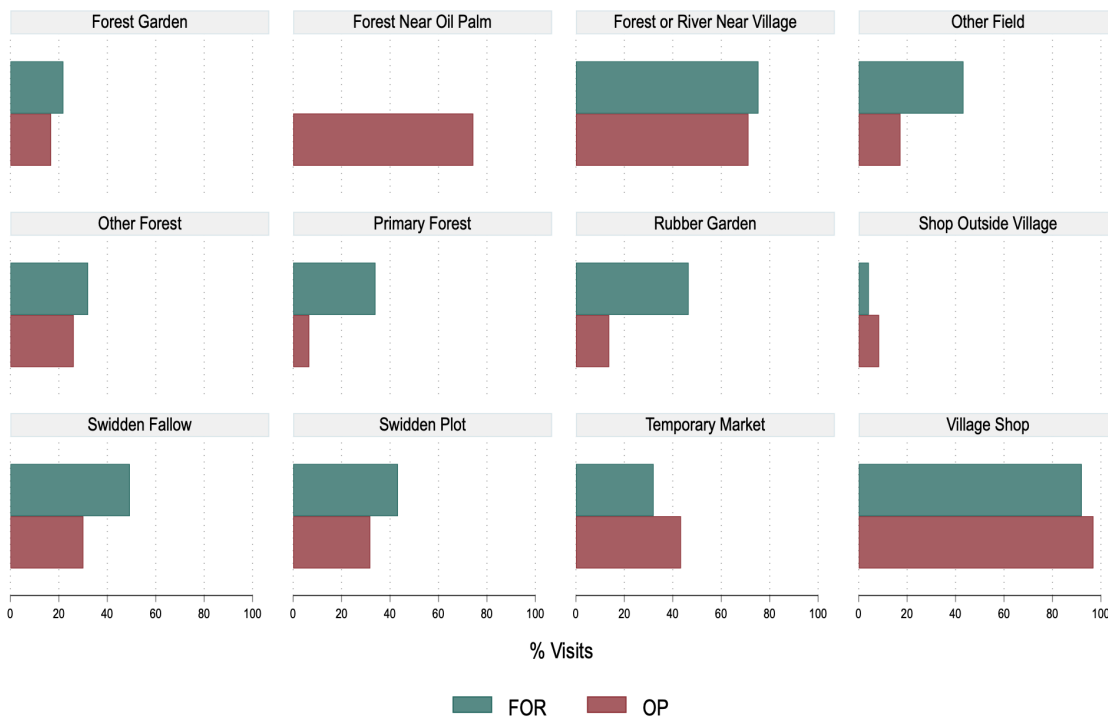 Forest Garden
Forest Near Oil Palm
Forest or River Near Village
Other Field
Other Forest
Primary Forest
Rubber Garden
Shop Outside Village
Swidden Fallow
Swidden Plot
Temporary Market
Village Shop
0 20 40 60 80 100
0 20 40 60 80 100
0 20 40 60 80 100
0 20 40 60 80 100
% Visits
FOR
OP